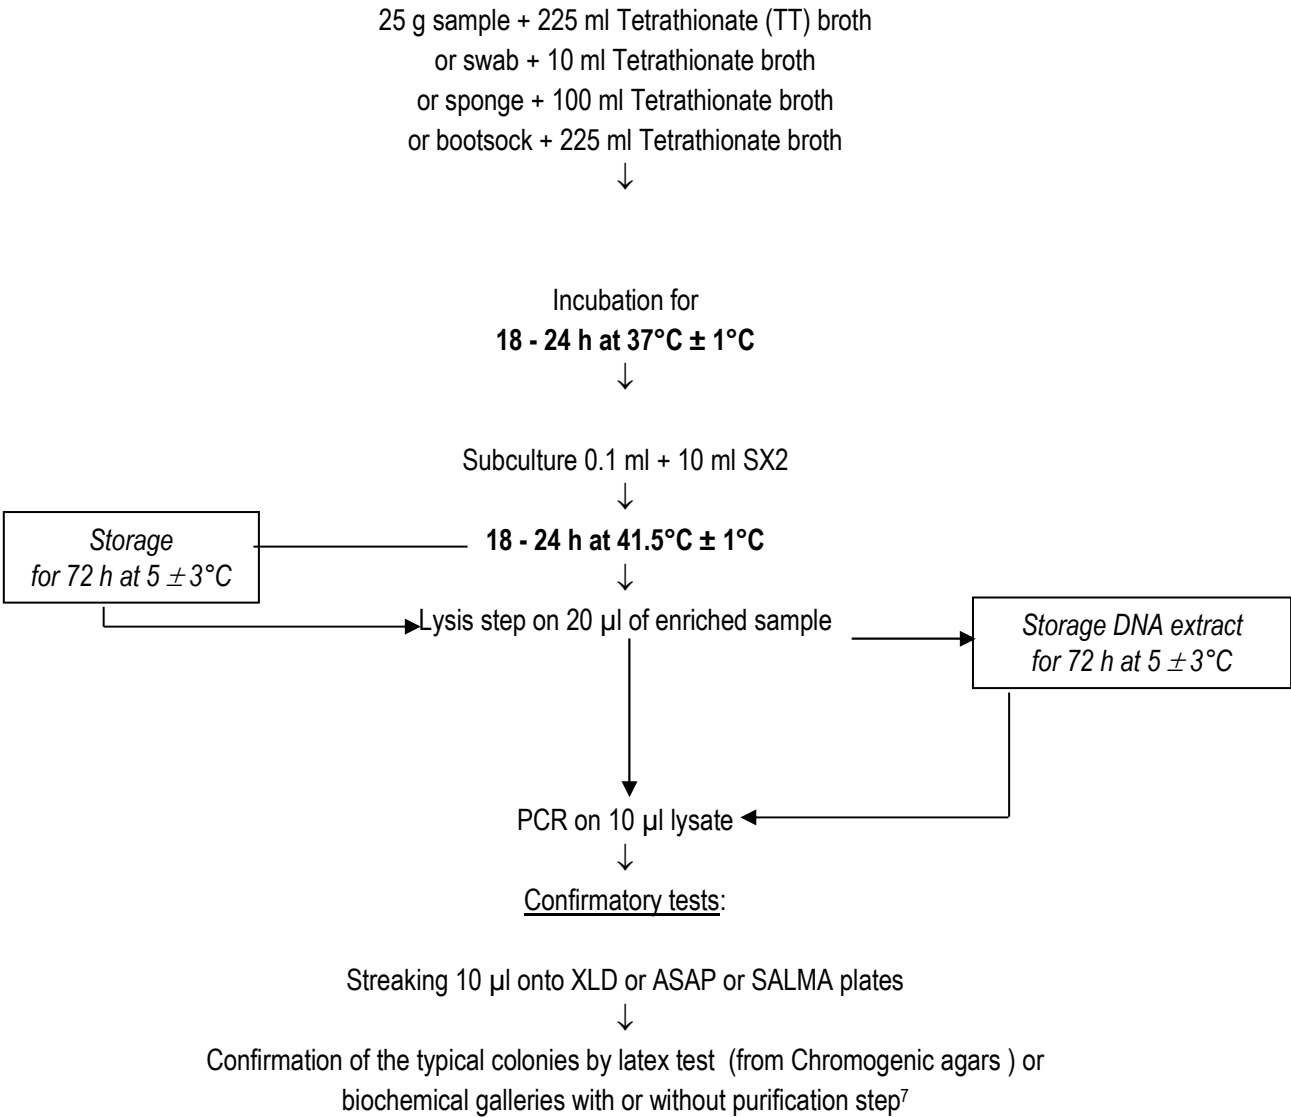 25 g sample + 225 ml Tetrathionate (TT) broth
or swab + 10 ml Tetrathionate broth
or sponge + 100 ml Tetrathionate broth
or bootsock + 225 ml Tetrathionate broth
↓
Incubation for
18 - 24 h at 37°C ± 1°C
↓
Subculture 0.1 ml + 10 ml SX2
↓
Storage
for 72 h at 5 ± 3°C
18 - 24 h at 41.5°C ± 1°C
↓
Lysis step on 20 µl of enriched sample
Storage DNA extract
for 72 h at 5 ± 3°C
PCR on 10 µl lysate
↓
Confirmatory tests:
Streaking 10 µl onto XLD or ASAP or SALMA plates
↓
Confirmation of the typical colonies by latex test (from Chromogenic agars ) or
biochemical galleries with or without purification step⁷